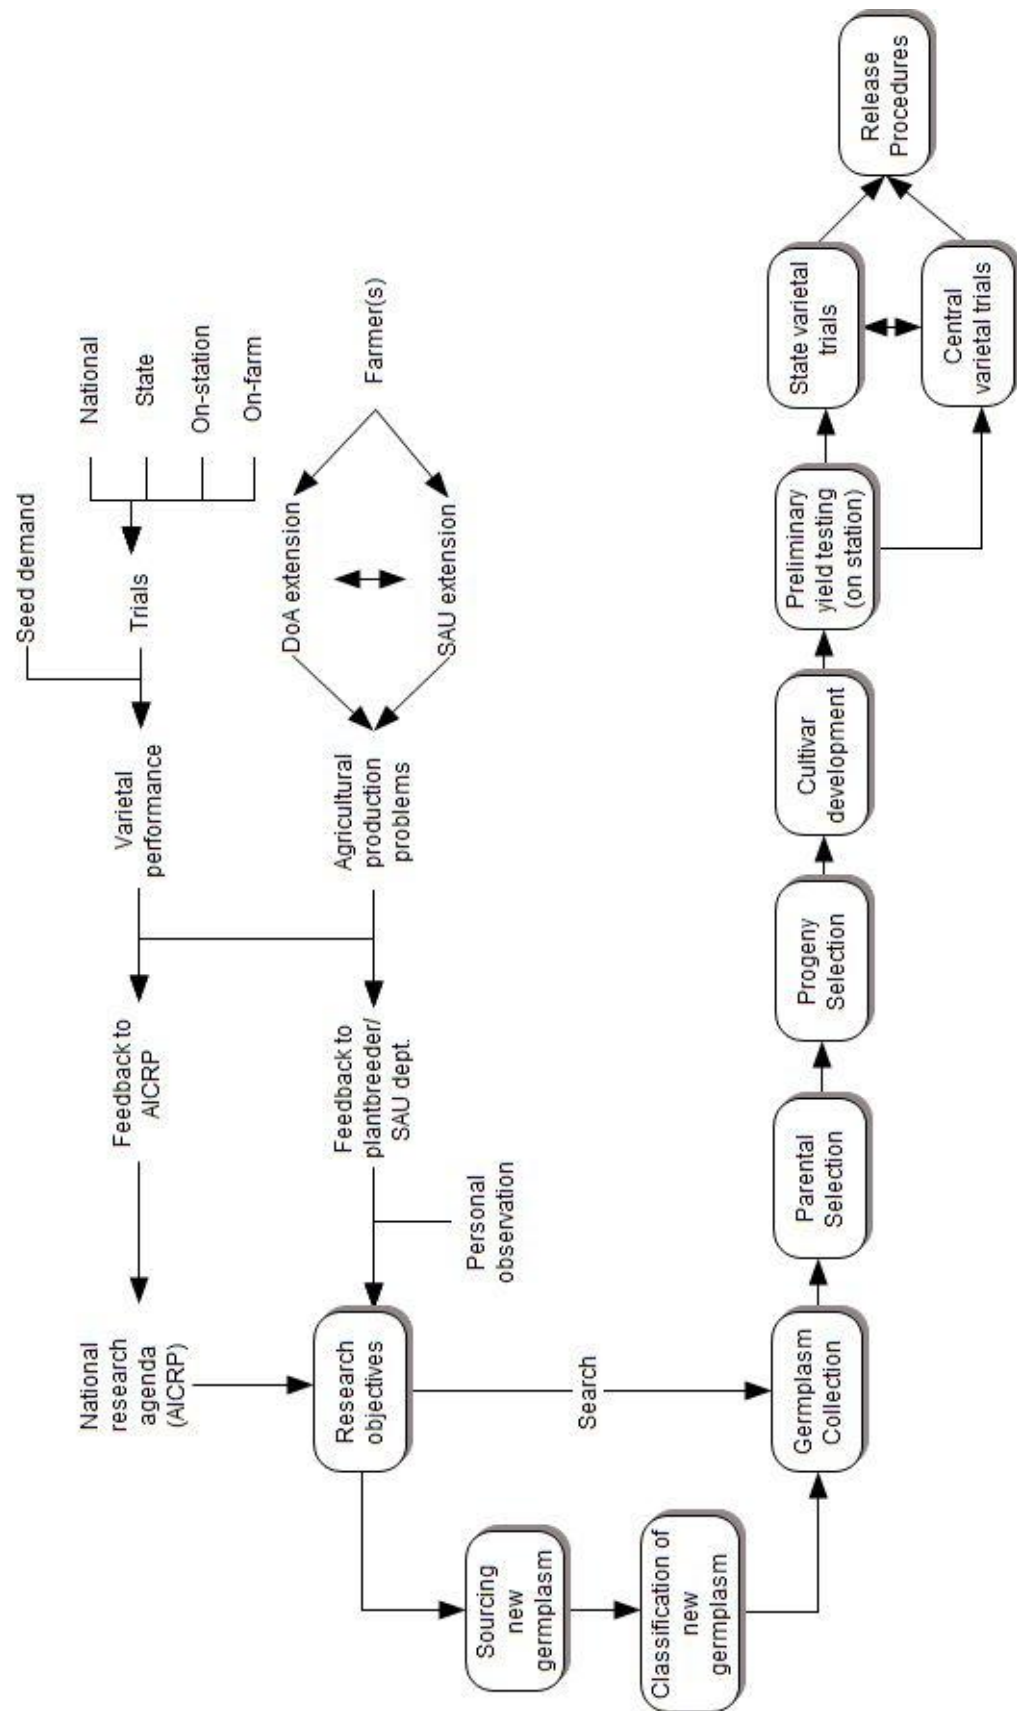 National
research
agenda
(AICRP)
Feedback to
AICRP
Varietal
performance
Seed demand
Trials
National
State
On-station
On-farm
Research
objectives
Personal
observation
Feedback to
plantbreeder/
SAU dept.
Agricultural
production
problems
DoA extension
SAU extension
Farmer(s)
Sourcing
new
germplasm
Classification of
new
germplasm
Search
Germplasm
Collection
Parental
Selection
Progeny
Selection
Cultivar
development
Preliminary
yield testing
(on station)
State varietal
trials
Central
varietal trials
Release
Procedures